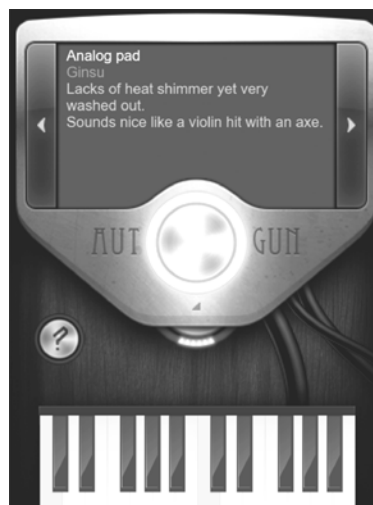 Analog pad
Ginsu
Lacks of heat shimmer yet very
washed out.
Sounds nice like a violin hit with an axe.
AUT GUN
?